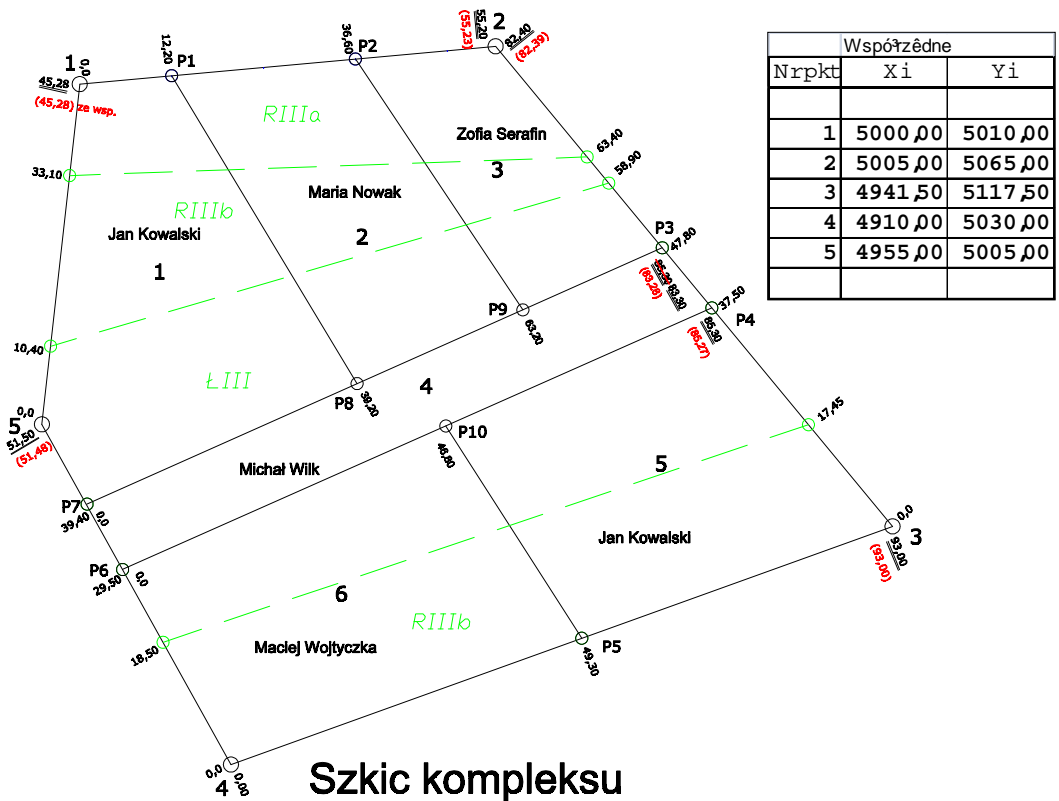 2
55,20
(55,23)
82,40
(82,39)
36,60
P2
12,20
P1
1
0,0
45,28
(45,28) ze wsp.
RIIIa
Zofia Serafin
63,40
3
58,90
33,10
Maria Nowak
RIIIb
Jan Kowalski
2
1
P3
47,80
83,30
(83,28)
37,50
P4
86,30
(86,27)
P9
63,20
10,40
ŁIII
4
P8
39,20
0,0
5
51,50
(51,48)
P10
46,80
17,45
5
Michał Wilk
P7
39,40
0,0
P6
29,50
0,0
Jan Kowalski
0,0
3
93,00
(93,00)
6
RIIIb
Maciej Wojtyczka
18,50
P5
49,30
0,0
4
0,00
Szkic kompleksu
Wspó³rzêdne
Nrpkt Xi Yi
1 5000,00 5010,00
2 5005,00 5065,00
3 4941,50 5117,50
4 4910,00 5030,00
5 4955,00 5005,00